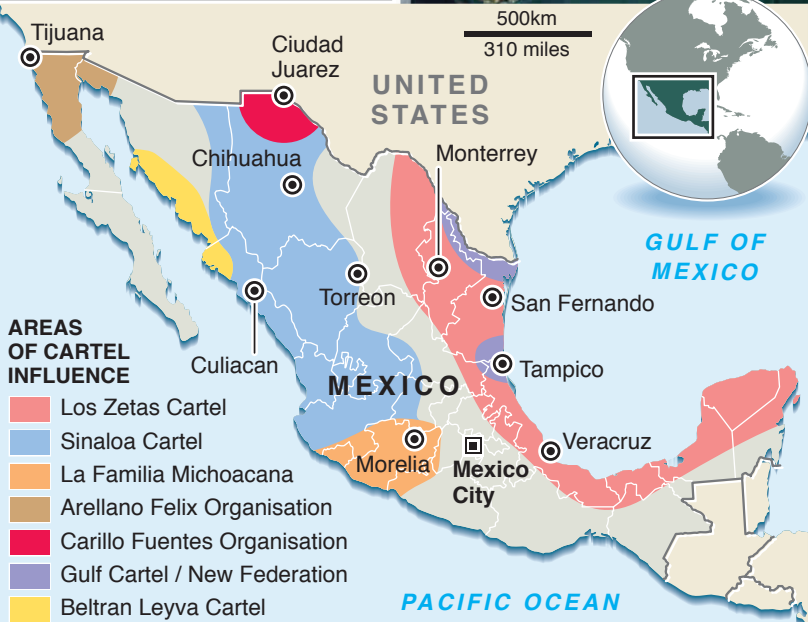 500km
310 miles
Tijuana
Ciudad
Juarez
UNITED
STATES
Monterrey
Chihuahua
GULF OF
MEXICO
Torreon
San Fernando
Culiacan
Tampico
MEXICO
Veracruz
Morelia
Mexico
City
AREAS
OF CARTEL
INFLUENCE
Los Zetas Cartel
Sinaloa Cartel
La Familia Michoacana
Arellano Felix Organisation
Carillo Fuentes Organisation
Gulf Cartel / New Federation
Beltran Leyva Cartel
PACIFIC OCEAN